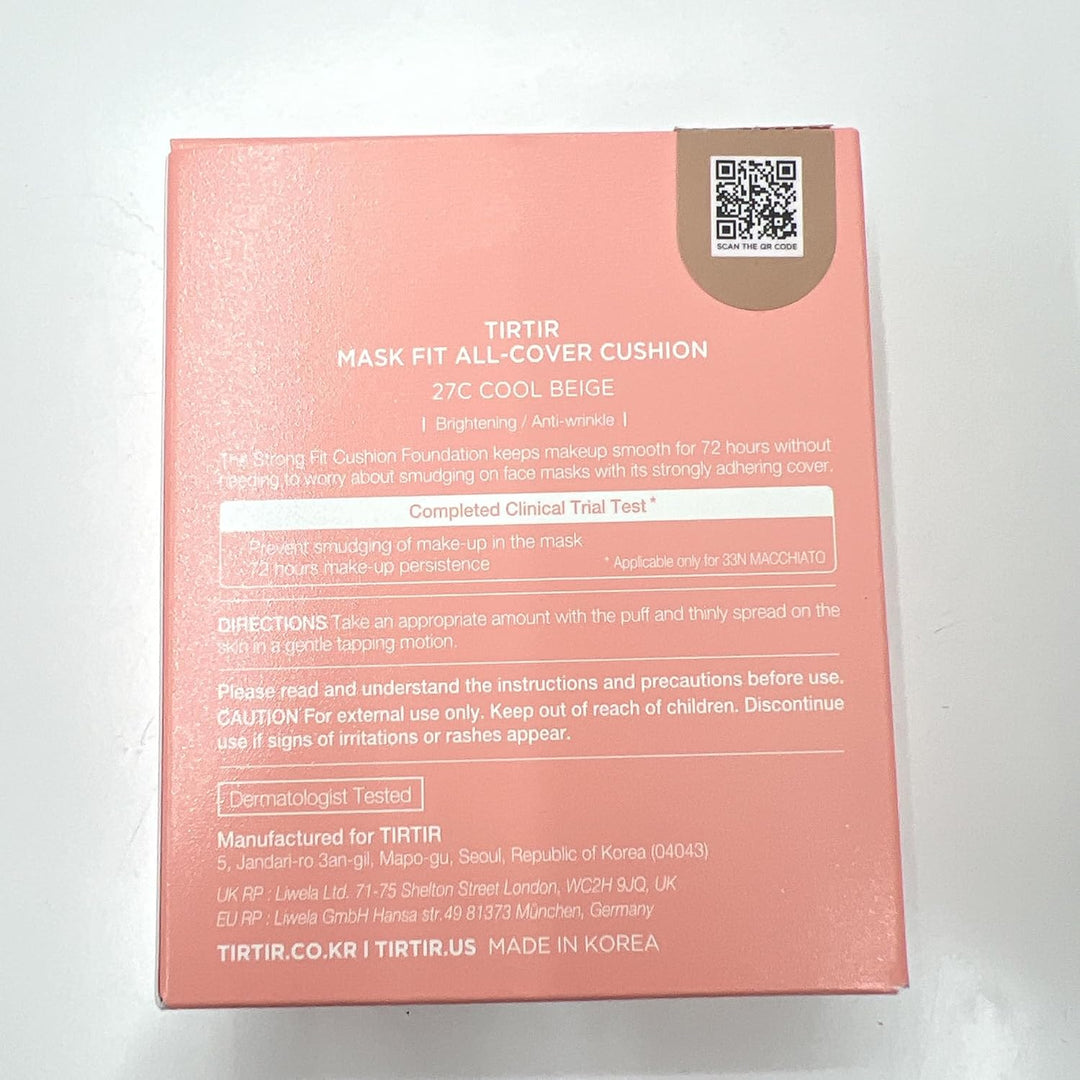 SCAN THE QR CODE
TIRTIR
MASK FIT ALL-COVER CUSHION
27C COOL BEIGE
| Brightening / Anti-wrinkle |
The Strong Fit Cushion Foundation keeps makeup smooth for 72 hours without
needing to worry about smudging on face masks with its strongly adhering cover.
Completed Clinical Trial Test*
Prevent smudging of make-up in the mask
72 hours make-up persistence
* Applicable only for 33N MACCHIATO
DIRECTIONS Take an appropriate amount with the puff and thinly spread on the
skin in a gentle tapping motion.
Please read and understand the instructions and precautions before use.
CAUTION For external use only. Keep out of reach of children. Discontinue
use if signs of irritations or rashes appear.
Dermatologist Tested
Manufactured for TIRTIR
5, Jandari-ro 3an-gil, Mapo-gu, Seoul, Republic of Korea (04043)
UK RP : Liwela Ltd. 71-75 Shelton Street London, WC2H 9JQ, UK
EU RP : Liwela GmbH Hansa str.49 81373 München, Germany
TIRTIR.CO.KR | TIRTIR.US MADE IN KOREA